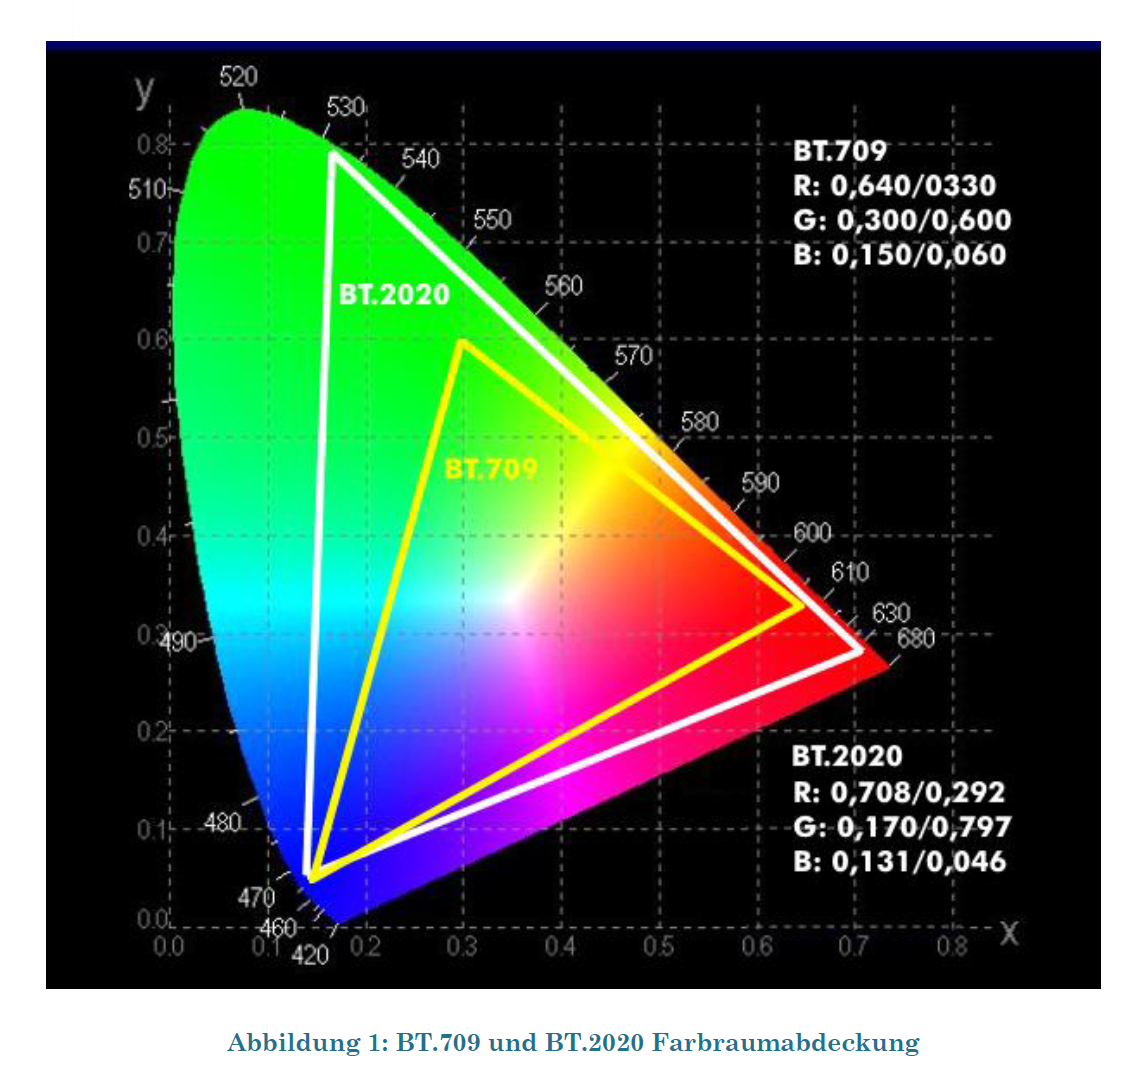 y
520
530
0.8
540
BT.709
R: 0,640/0330
510
G: 0,300/0,600
550
0.7
B: 0,150/0,060
560
BT.2020
0.6
570
580
0.5
BT.709
590
600
0.4
610
630
0.3
490
680
0.2
BT.2020
R: 0,708/0,292
480
0.1
G: 0,170/0,797
B: 0,131/0,046
470
0.0
460
x
420
0.0 0.1 0.2 0.3 0.4 0.5 0.6 0.7 0.8
Abbildung 1: BT.709 und BT.2020 Farbraumabdeckung